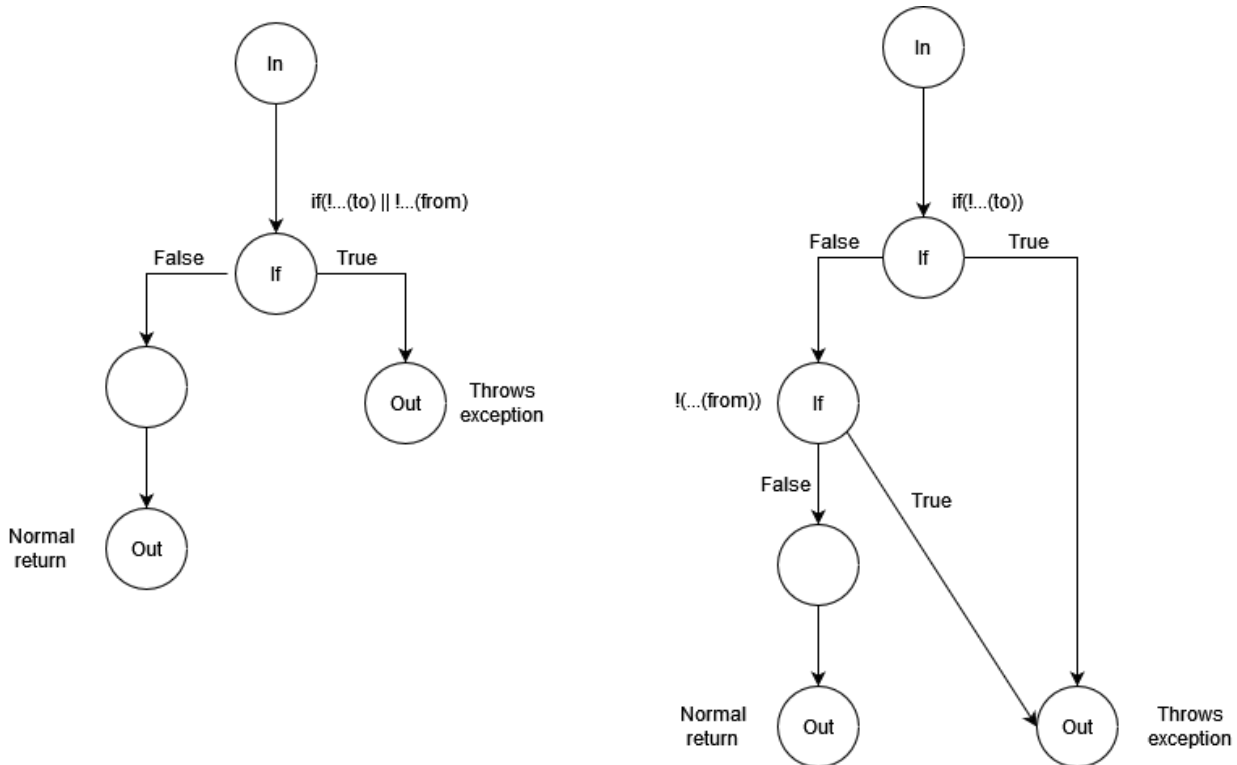 In
if(!...(to) || !...(from)
False
If
True
Out
Throws
exception
Normal
return
Out
In
if(!...(to))
False
If
True
!(...(from))
If
False
True
Normal
return
Out
Out
Throws
exception